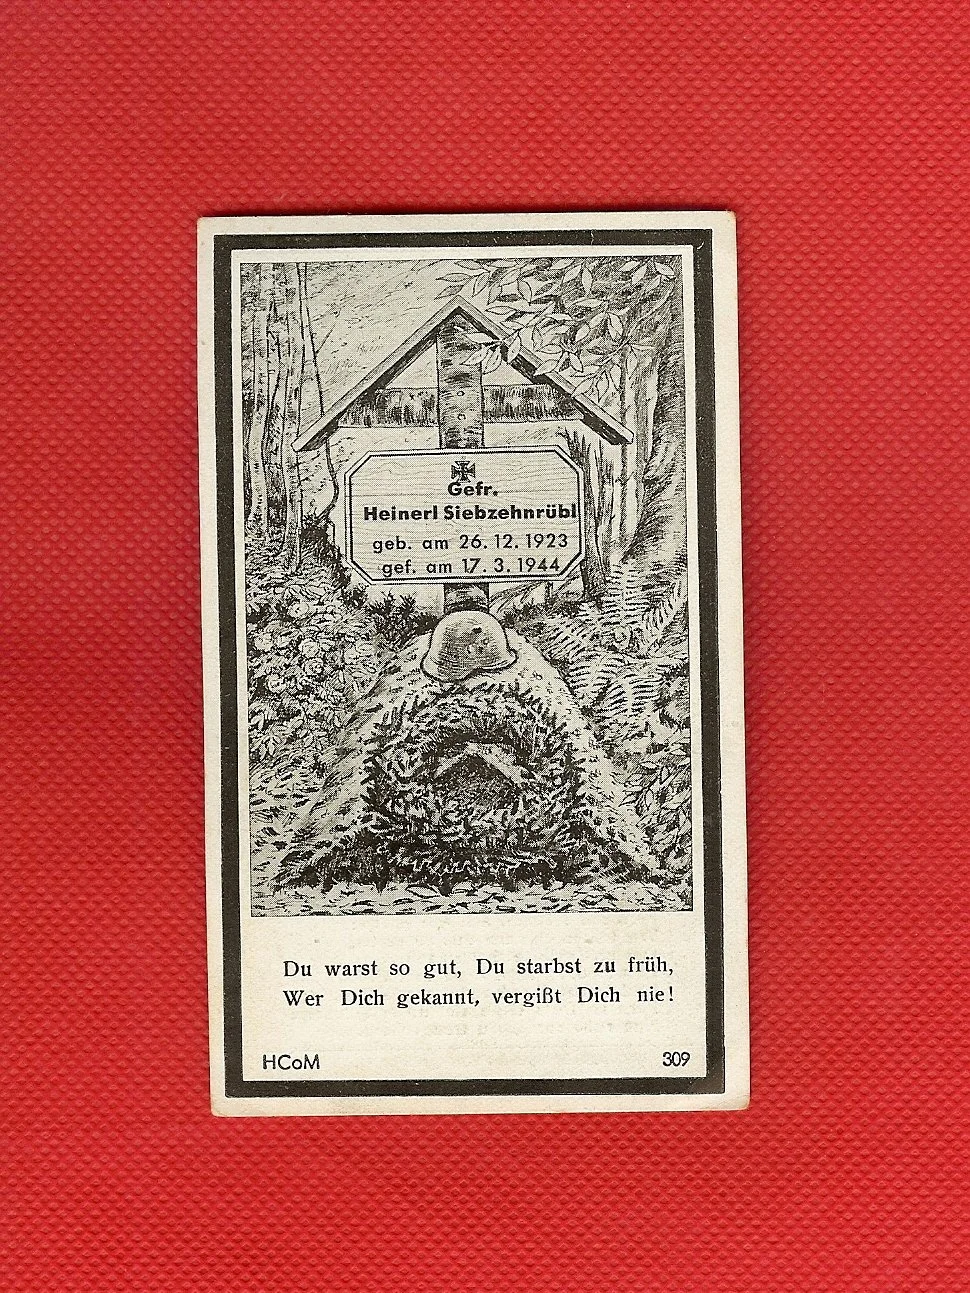 Gefr.
Heinerl Siebzehnrübl
geb. am 26. 12. 1923
gef. am 17. 3. 1944
Du warst so gut, Du starbst zu früh,
Wer Dich gekannt, vergißt Dich nie!
HCoM 309